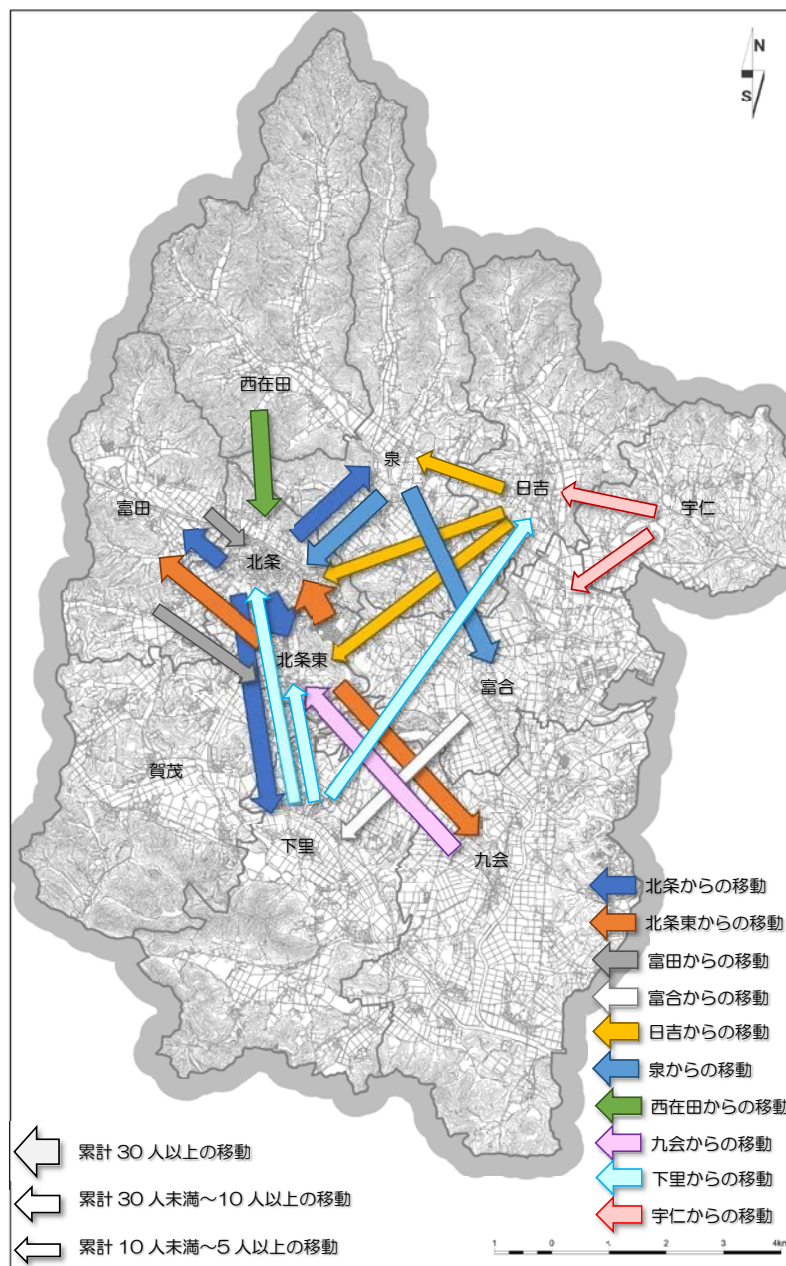 N
S
西在田
泉
日吉
富田
宇仁
北条
北条東
富合
賀茂
下里
九会
北条からの移動
北条東からの移動
富田からの移動
富合からの移動
日吉からの移動
泉からの移動
西在田からの移動
九会からの移動
下里からの移動
宇仁からの移動
累計 30 人以上の移動
累計 30 人未満～10 人以上の移動
累計 10 人未満～5 人以上の移動
1 0 1 2 3 4km